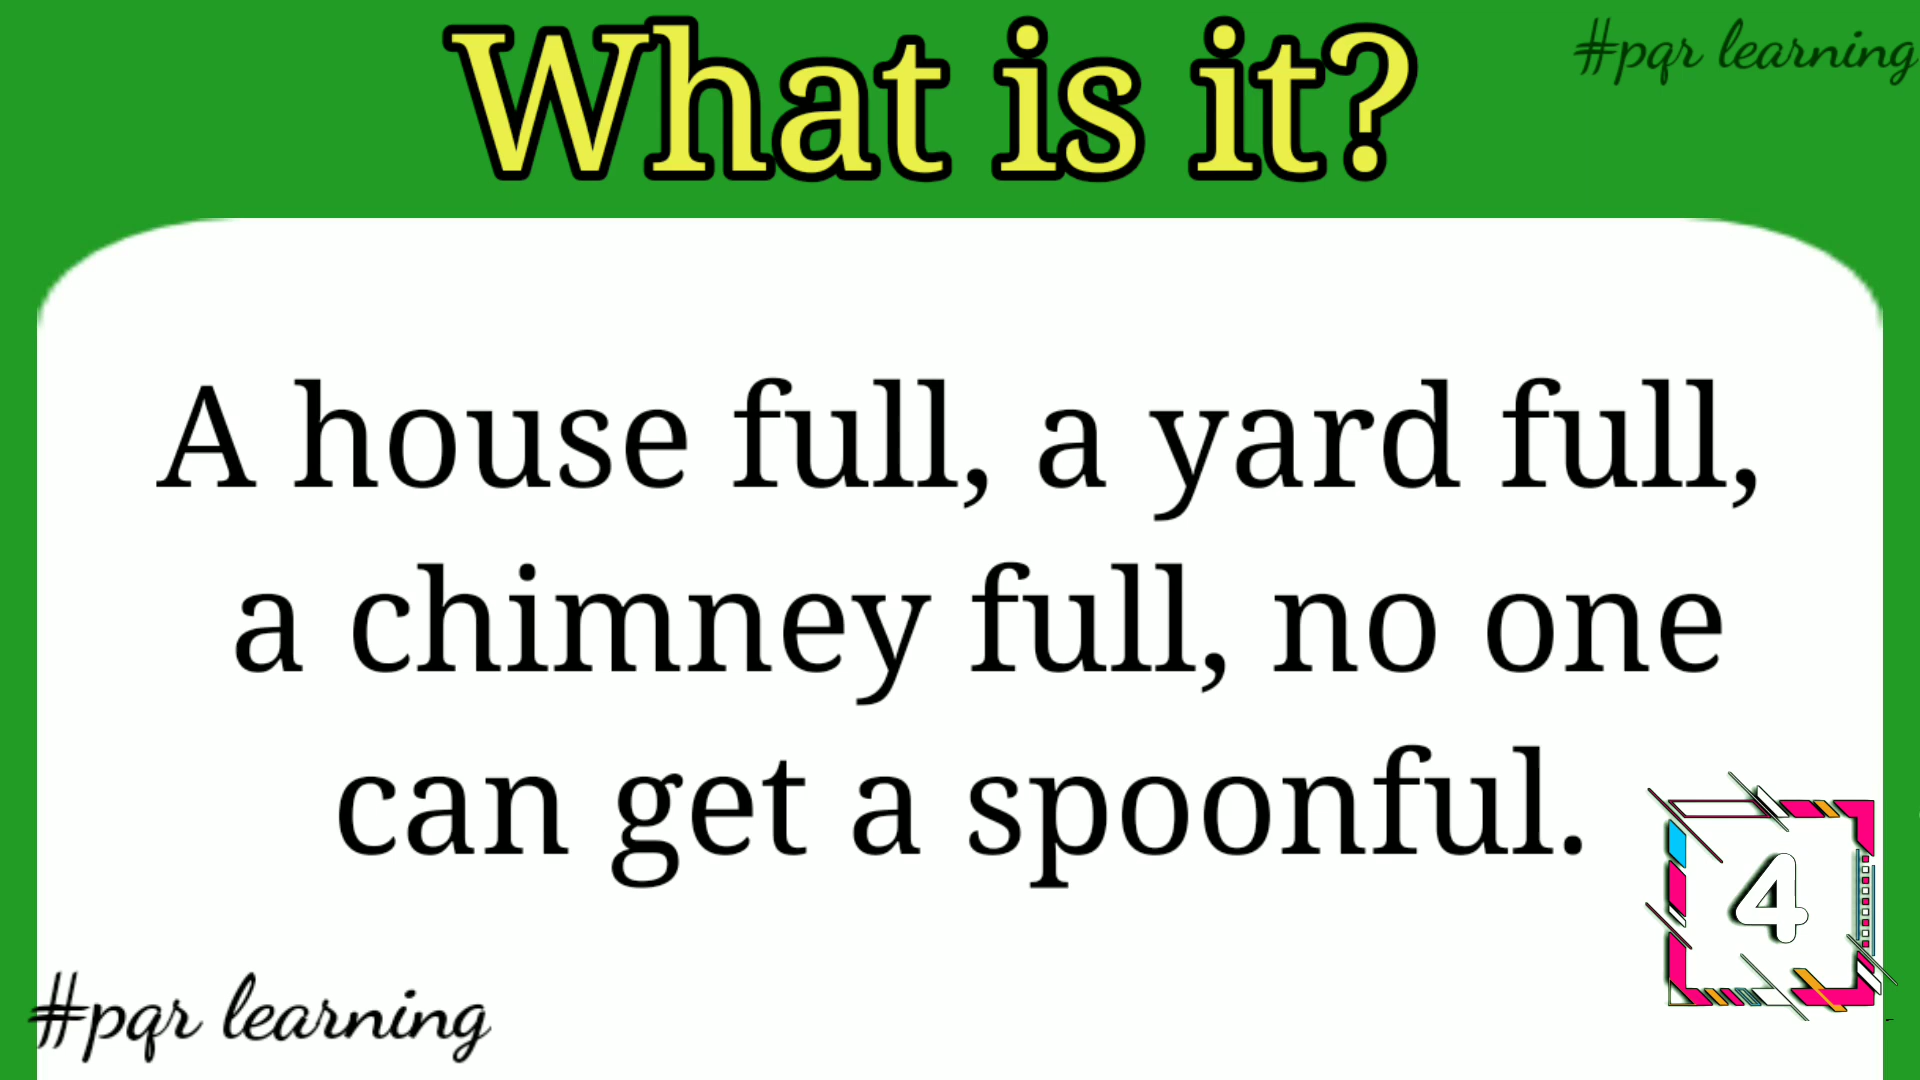 What is it?
#pqr learning
A house full, a yard full,
a chimney full, no one
can get a spoonful.
4
#pqr learning